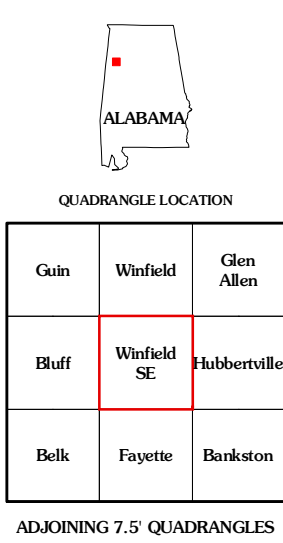 ALABAMA
QUADRANGLE LOCATION
Guin
Winfield
Glen
Allen
Bluff
Winfield
SE
Hubbertville
Belk
Fayette
Bankston
ADJOINING 7.5' QUADRANGLES